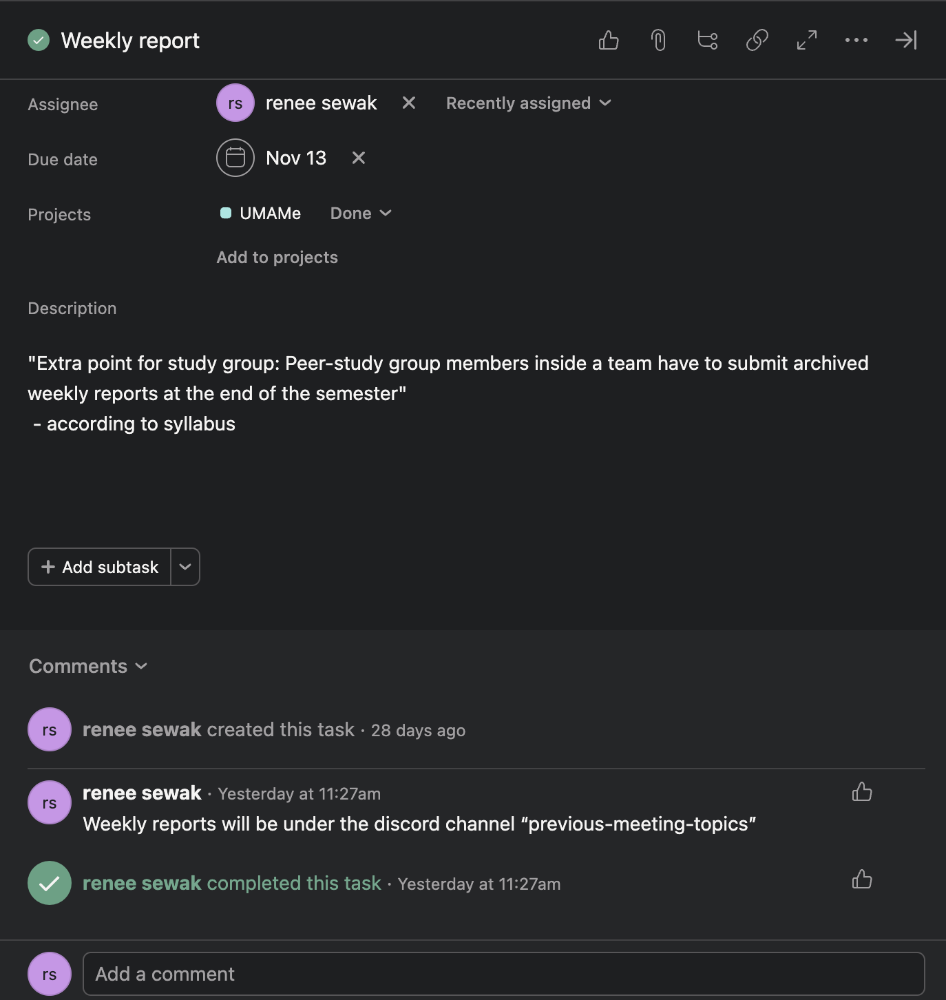 Weekly report
Assignee
rs renee sewak Recently assigned
Due date
Nov 13
Projects
UMAMe Done
Add to projects
Description
"Extra point for study group: Peer-study group members inside a team have to submit archived
weekly reports at the end of the semester"
- according to syllabus
Add subtask
Comments
rs renee sewak created this task · 28 days ago
rs renee sewak · Yesterday at 11:27am
Weekly reports will be under the discord channel “previous-meeting-topics”
renee sewak completed this task · Yesterday at 11:27am
rs Add a comment